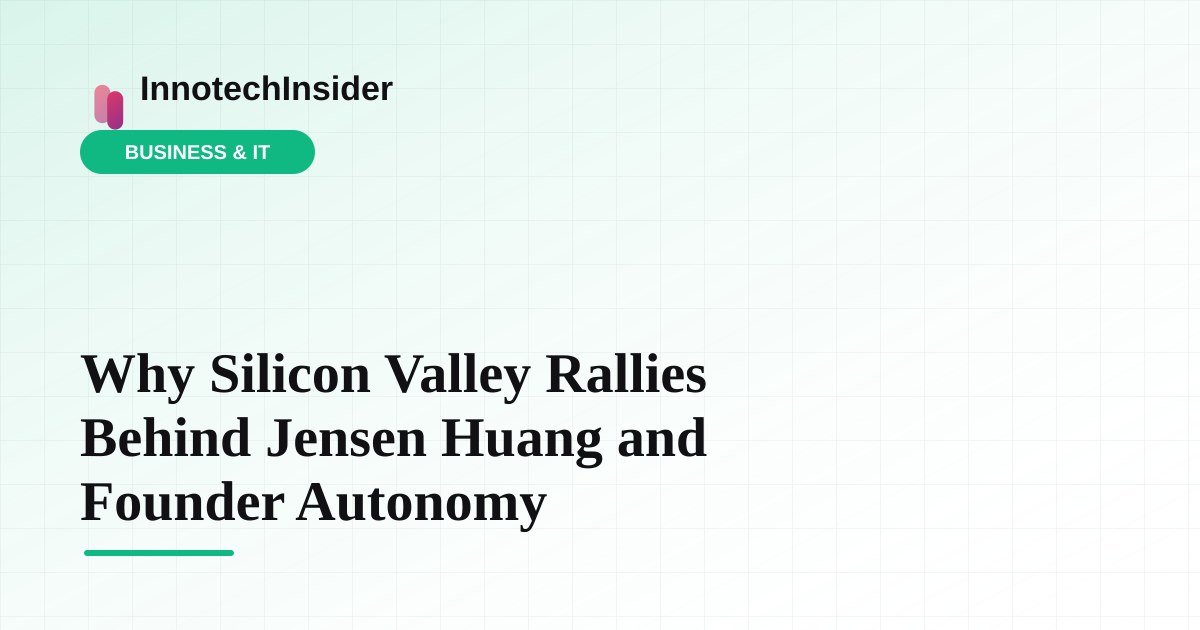 InnotechInsider
BUSINESS & IT
Why Silicon Valley Rallies
Behind Jensen Huang and
Founder Autonomy